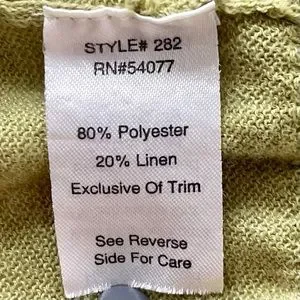 STYLE# 282
RN#54077
80% Polyester
20% Linen
Exclusive Of Trim
See Reverse
Side For Care